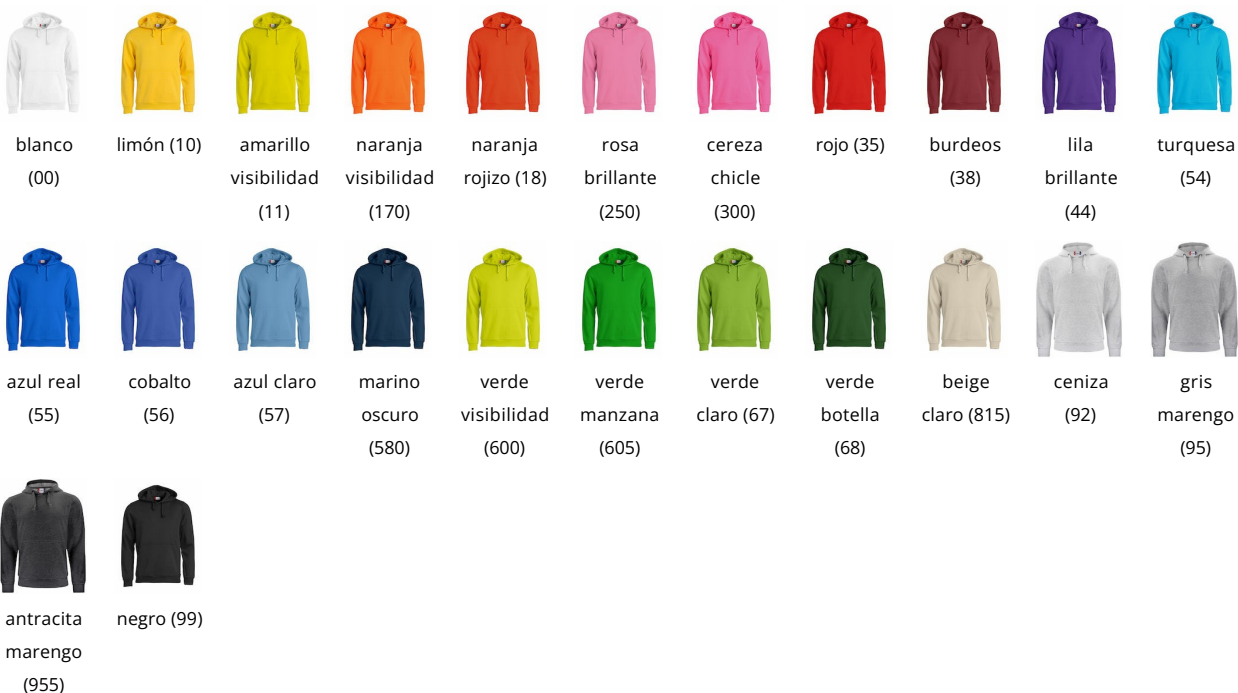 blanco
(00)
limón (10)
amarillo
visibilidad
(11)
naranja
visibilidad
(170)
naranja
rojizo (18)
rosa
brillante
(250)
cereza
chicle
(300)
rojo (35)
burdeos
(38)
lila
brillante
(44)
turquesa
(54)
azul real
(55)
cobalto
(56)
azul claro
(57)
marino
oscuro
(580)
verde
visibilidad
(600)
verde
manzana
(605)
verde
claro (67)
verde
botella
(68)
beige
claro (815)
ceniza
(92)
gris
marengo
(95)
antracita
marengo
(955)
negro (99)